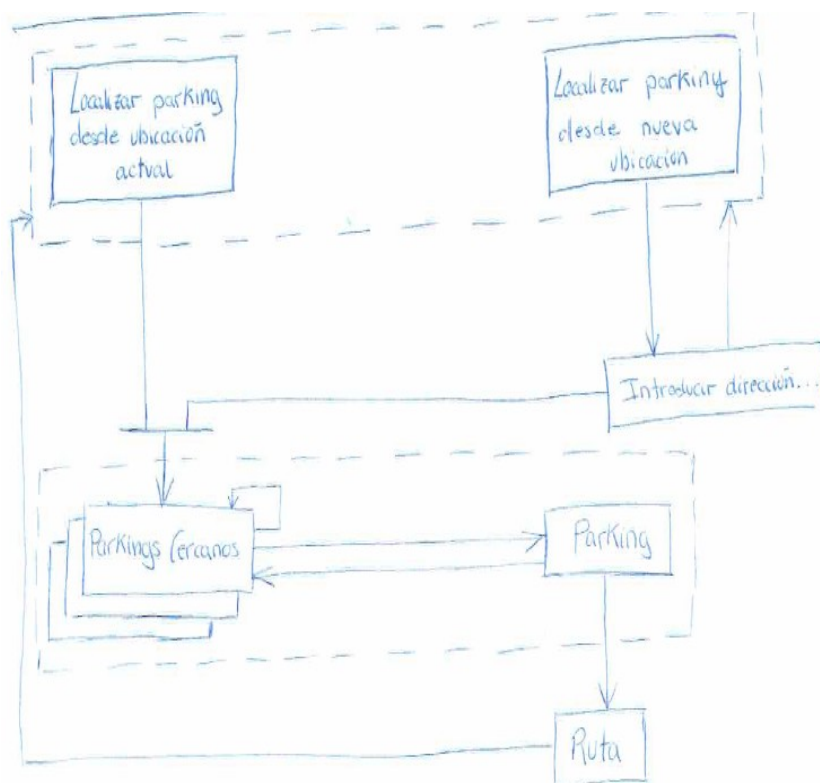 Localizar parking
desde ubicación
actual
Localizar parking
desde nueva
ubicación
Introducir dirección...
Parkings Cercanos
Parking
Ruta